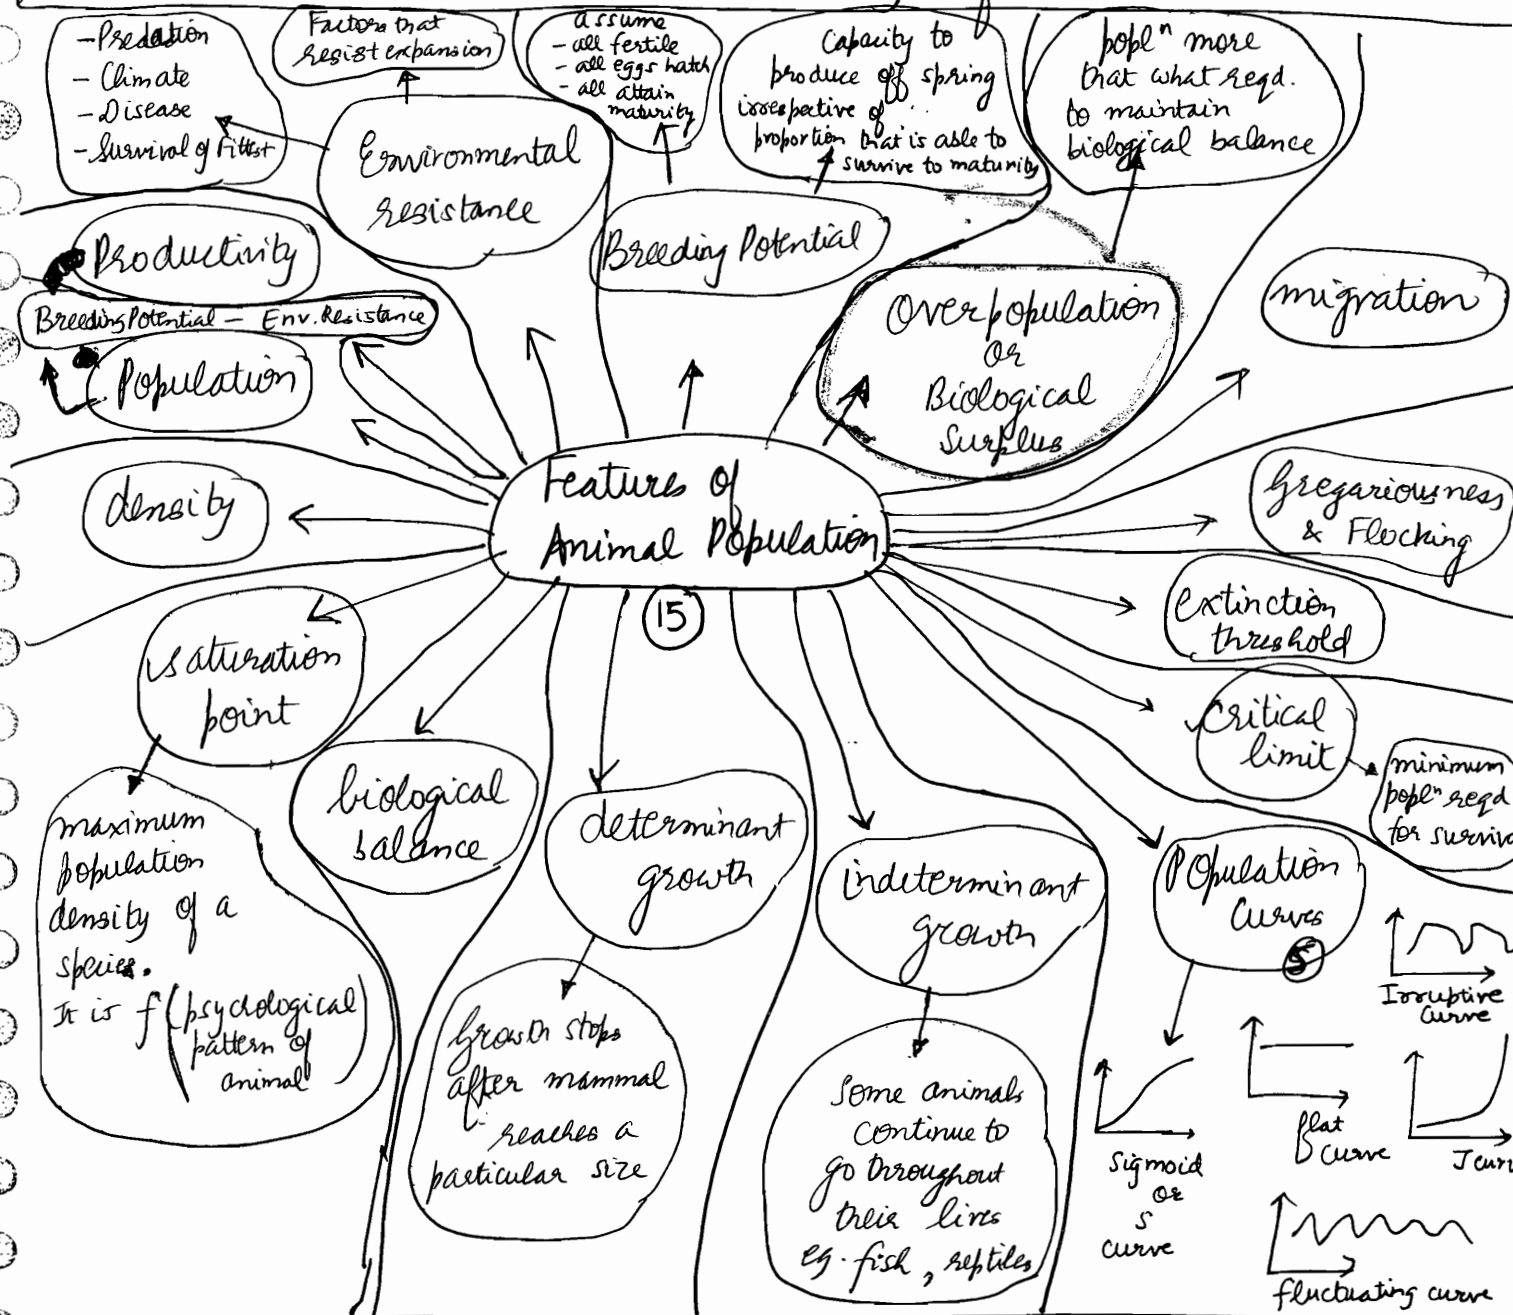 - Predation
- Climate
- Disease
- Survival of Fittest
Factors that
resist expansion
Environmental
resistance
assume
- all fertile
- all eggs hatch
- all attain
maturity
Capacity to
produce off spring
irrespective of
proportion that is able to
survive to maturity
Breeding Potential
popln more
that what reqd.
to maintain
biological balance
Overpopulation
or
Biological
Surplus
migration
Productivity
Breeding Potential - Env. Resistance
Population
density
Features of
Animal Population
15
Gregariousness
& Flocking
extinction
threshold
critical
limit
minimum
popln reqd
for surviv
saturation
point
maximum
population
density of a
species.
It is f (psychological
pattern of
animal)
biological
balance
determinant
growth
Growth stops
after mammal
reaches a
particular size
indeterminant
growth
Some animals
continue to
go throughout
their lives
eg. fish, reptiles
Population
Curves
5
Irruptive
Curve
Sigmoid
or
S
curve
flat
curve
J cur
fluctuating curve